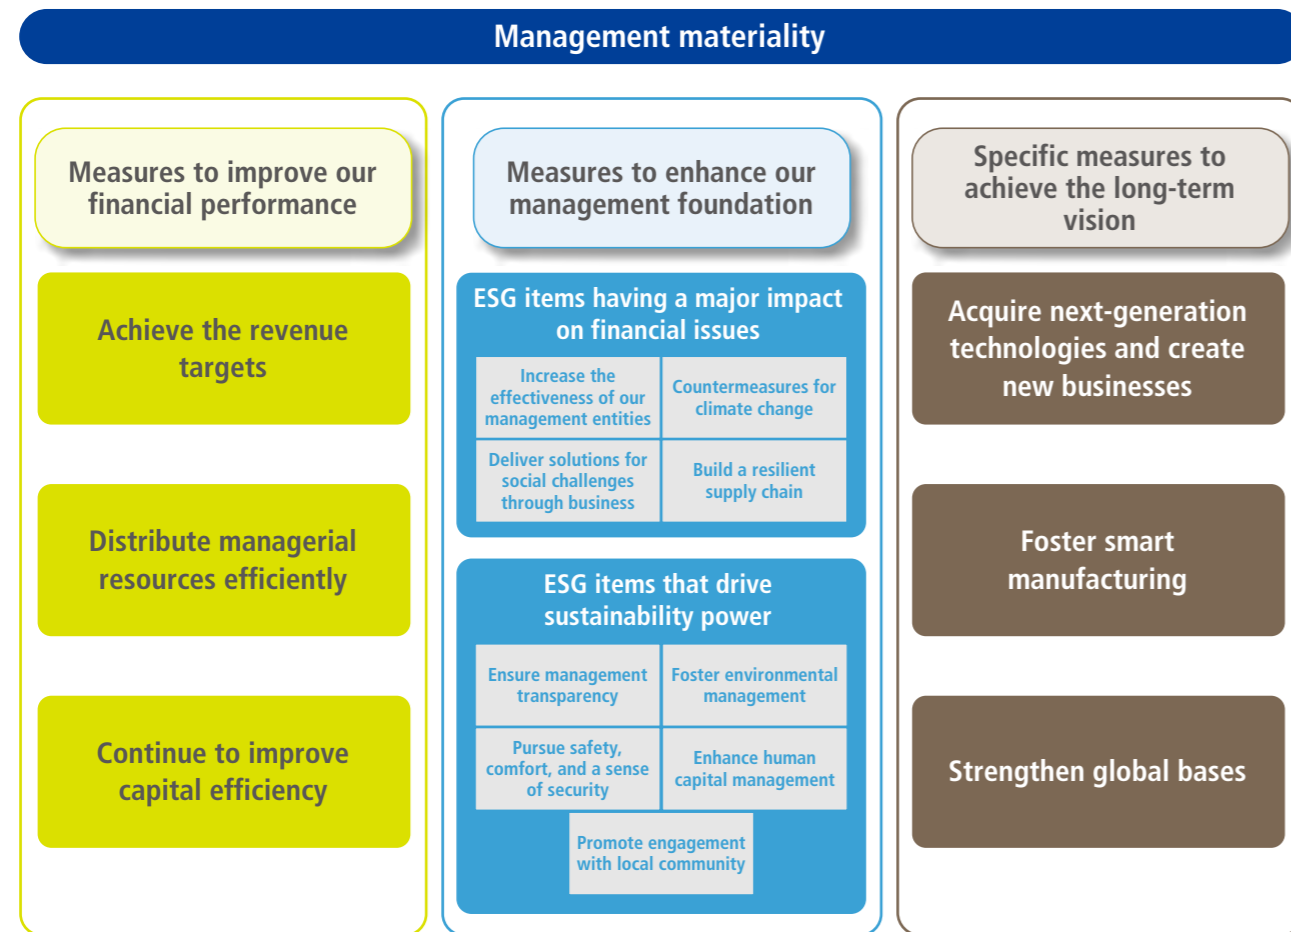 Management materiality
Measures to improve our
financial performance
Achieve the revenue
targets
Distribute managerial
resources efficiently
Continue to improve
capital efficiency
Measures to enhance our
management foundation
ESG items having a major impact
on financial issues
Increase the
effectiveness of our
management entities
Countermeasures for
climate change
Deliver solutions for
social challenges
through business
Build a resilient
supply chain
ESG items that drive
sustainability power
Ensure management
transparency
Foster environmental
management
Pursue safety,
comfort, and a sense
of security
Enhance human
capital management
Promote engagement
with local community
Specific measures to
achieve the long-term
vision
Acquire next-generation
technologies and create
new businesses
Foster smart
manufacturing
Strengthen global bases